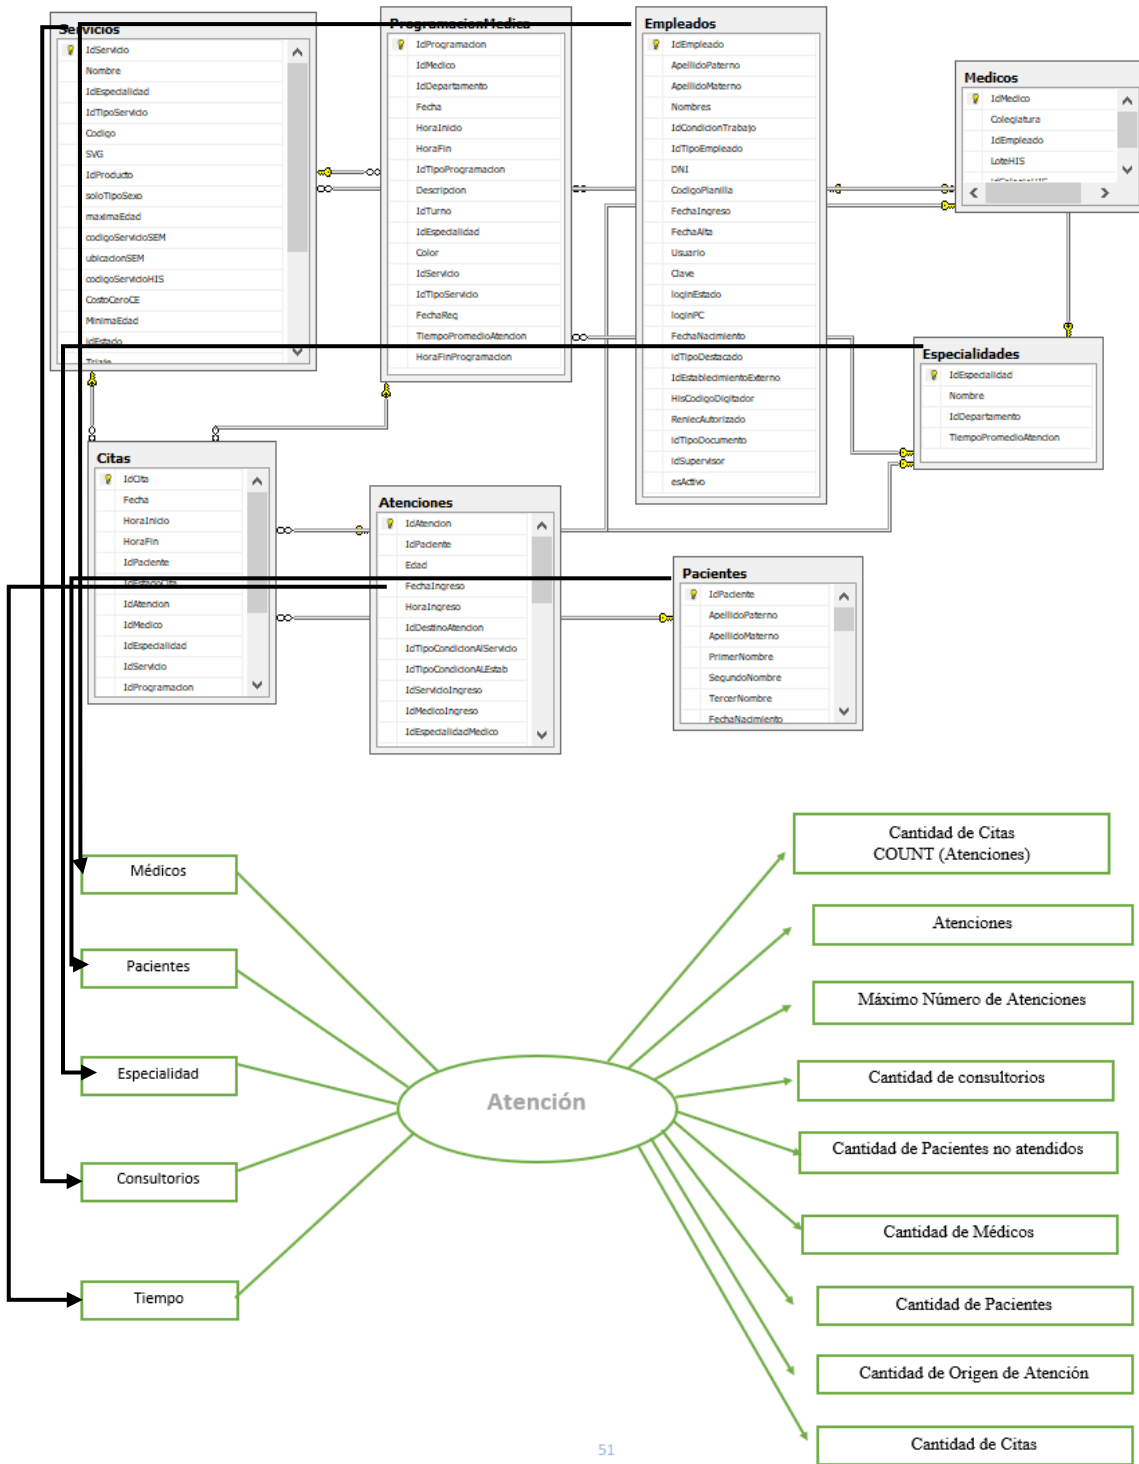 Servicios
IdServicio
Nombre
IdEspecialidad
IdTipoServicio
Codigo
SVG
IdProducto
soloTipoSexo
maximaEdad
codigoServicioSEM
ubicacionSEM
codigoServicioHIS
CostoCeroCE
MinimaEdad
idEstado
Triaje
ProgramacionMedica
IdProgramacion
IdMedico
IdDepartamento
Fecha
HoraInicio
HoraFin
IdTipoProgramacion
Descripcion
IdTurno
IdEspecialidad
Color
IdServicio
IdTipoServicio
FechaReg
TiempoPromedioAtencion
HoraFinProgramacion
Empleados
IdEmpleado
ApellidoPaterno
ApellidoMaterno
Nombres
IdCondicionTrabajo
IdTipoEmpleado
DNI
CodigoPlanilla
FechaIngreso
FechaAlta
Usuario
Clave
loginEstado
loginPC
FechaNacimiento
idTipoDestacado
IdEstablecimientoExterno
HisCodigoDigitador
ReniecAutorizado
idTipoDocumento
idSupervisor
esActivo
Medicos
IdMedico
Colegiatura
IdEmpleado
LoteHIS
idColegioHIS
Especialidades
IdEspecialidad
Nombre
IdDepartamento
TiempoPromedioAtencion
Citas
IdCita
Fecha
HoraInicio
HoraFin
IdPaciente
IdEstadoCita
IdAtencion
IdMedico
IdEspecialidad
IdServicio
IdProgramacion
Atenciones
IdAtencion
IdPaciente
Edad
FechaIngreso
HoraIngreso
IdDestinoAtencion
IdTipoCondicionAlServicio
IdTipoCondicionALEstab
IdServicioIngreso
IdMedicoIngreso
IdEspecialidadMedico
Pacientes
IdPaciente
ApellidoPaterno
ApellidoMaterno
PrimerNombre
SegundoNombre
TercerNombre
FechaNacimiento
Médicos
Pacientes
Especialidad
Consultorios
Tiempo
Atención
Cantidad de Citas
COUNT (Atenciones)
Atenciones
Máximo Número de Atenciones
Cantidad de consultorios
Cantidad de Pacientes no atendidos
Cantidad de Médicos
Cantidad de Pacientes
Cantidad de Origen de Atención
Cantidad de Citas
51